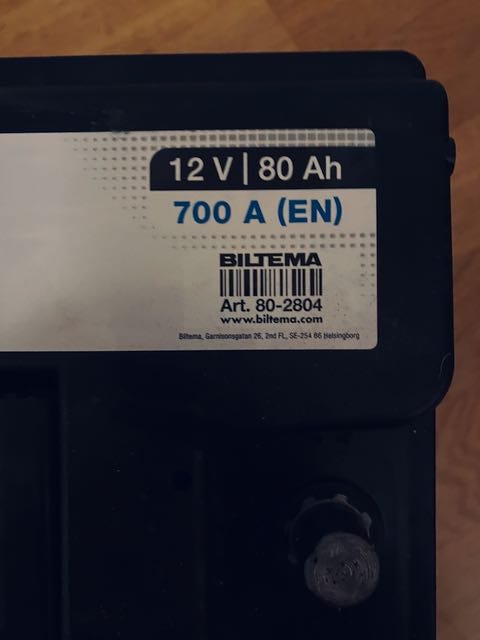 12 V | 80 Ah
700 A (EN)
BILTEMA
Art. 80-2804
www.biltema.com
Biltema, Garnisonsgatan 26, 2nd FL, SE-254 66 Helsingborg